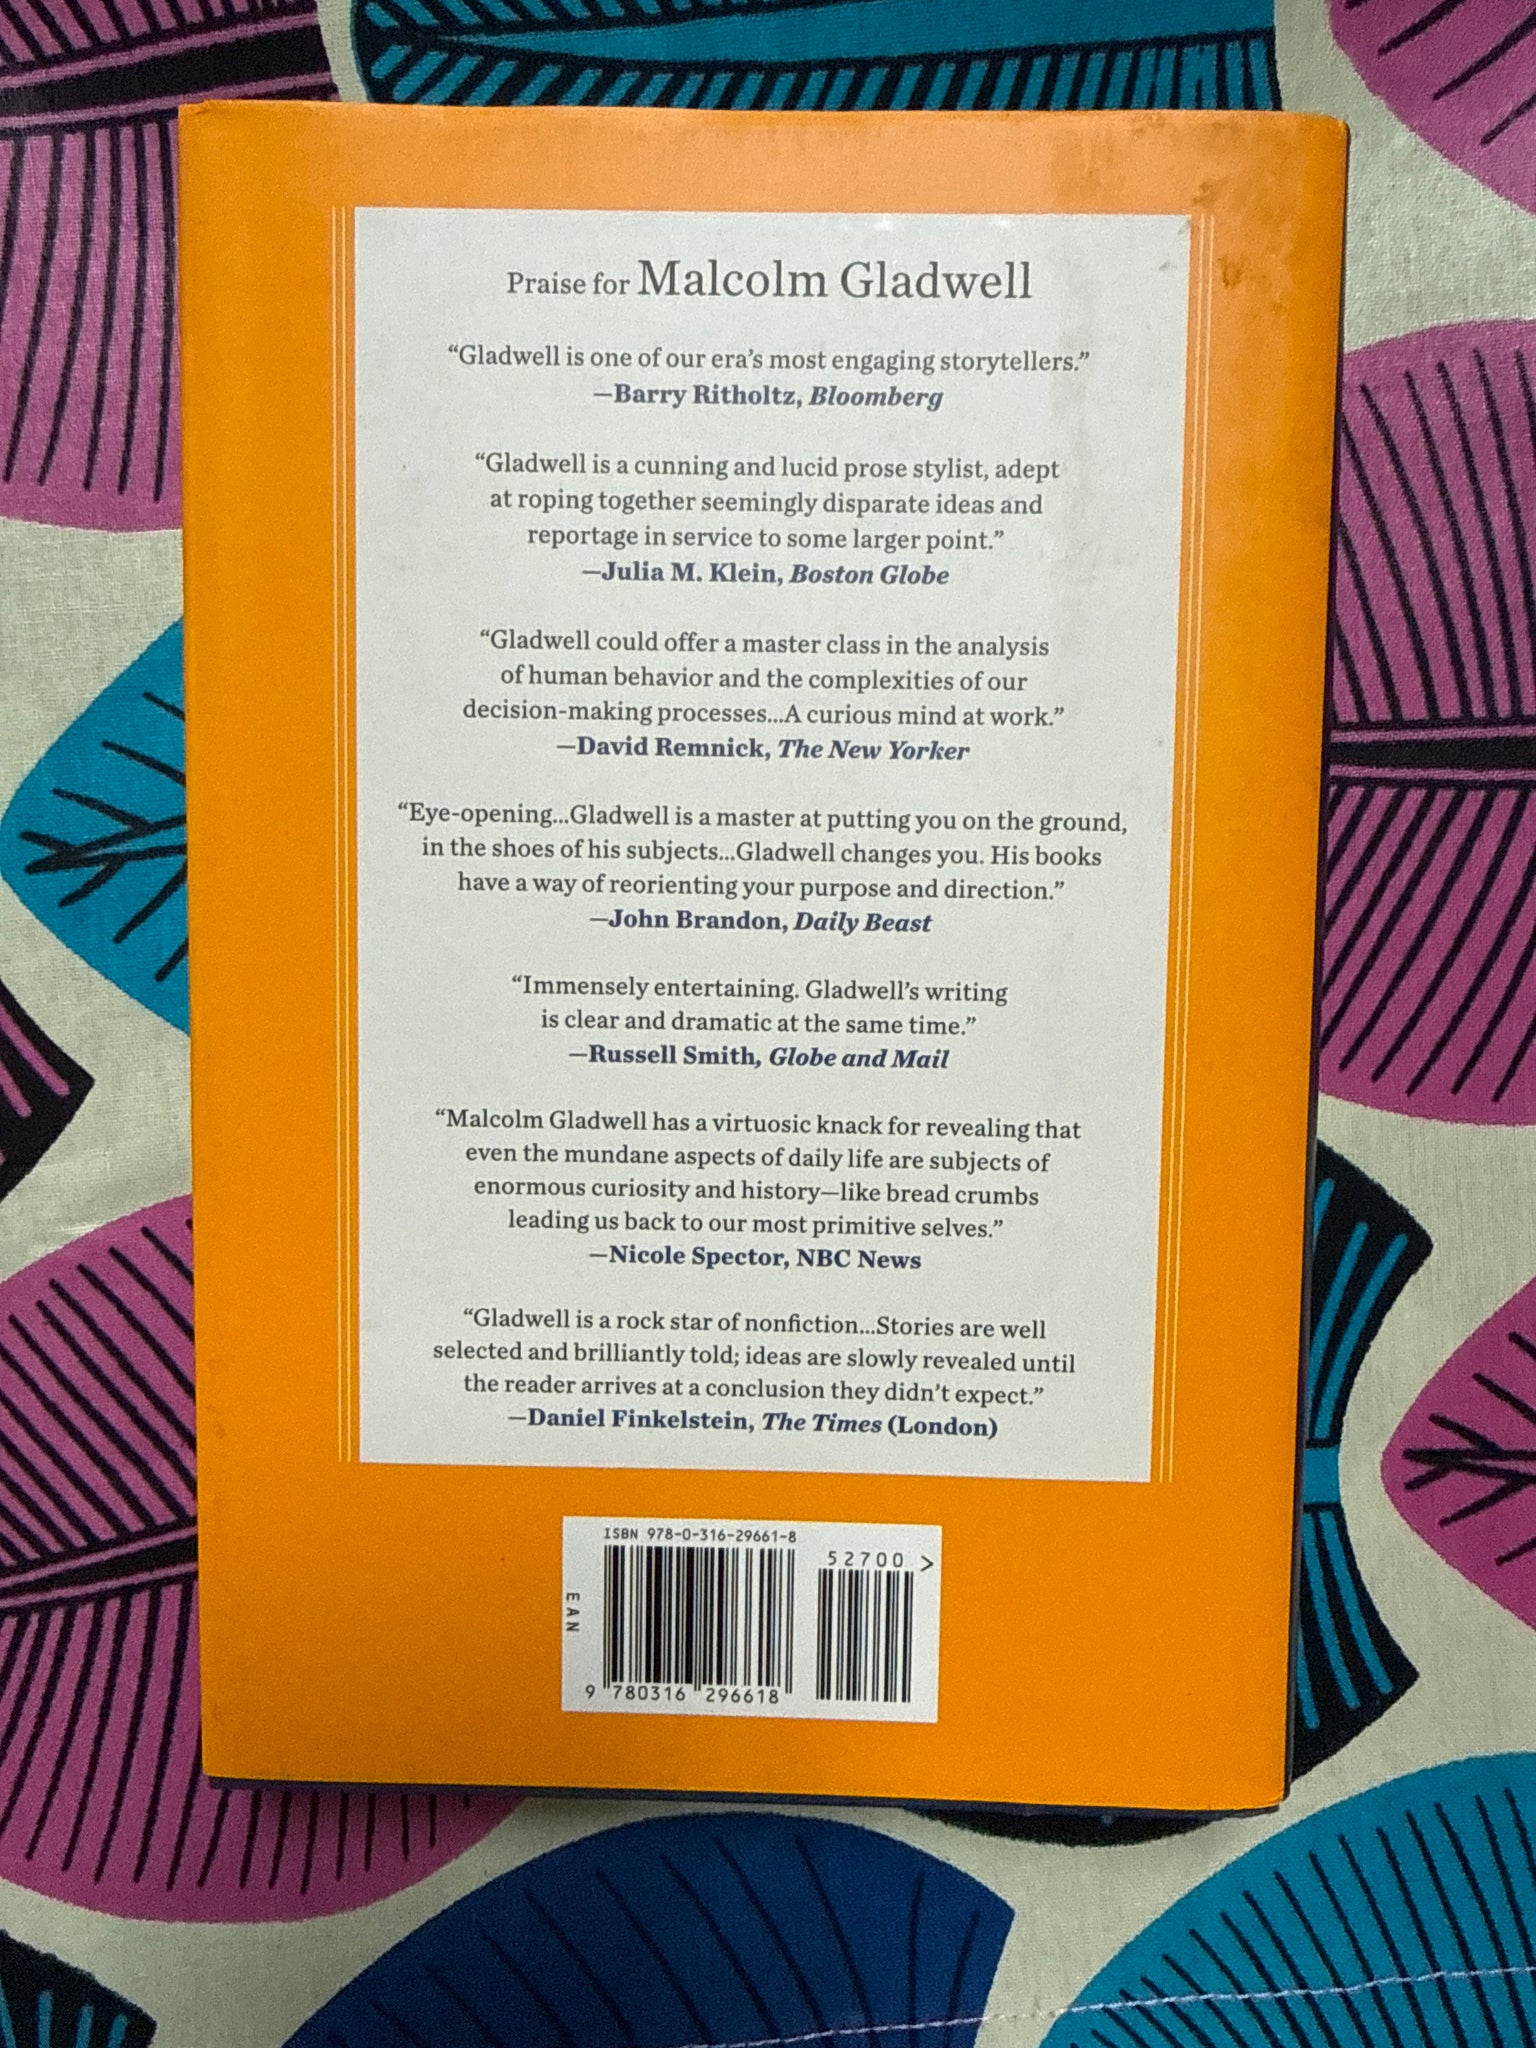 Praise for Malcolm Gladwell
“Gladwell is one of our era’s most engaging storytellers.”
—Barry Ritholtz, Bloomberg
“Gladwell is a cunning and lucid prose stylist, adept
at roping together seemingly disparate ideas and
reportage in service to some larger point.”
—Julia M. Klein, Boston Globe
“Gladwell could offer a master class in the analysis
of human behavior and the complexities of our
decision-making processes...A curious mind at work.”
—David Remnick, The New Yorker
“Eye-opening...Gladwell is a master at putting you on the ground,
in the shoes of his subjects...Gladwell changes you. His books
have a way of reorienting your purpose and direction.”
—John Brandon, Daily Beast
“Immensely entertaining. Gladwell’s writing
is clear and dramatic at the same time.”
—Russell Smith, Globe and Mail
“Malcolm Gladwell has a virtuosic knack for revealing that
even the mundane aspects of daily life are subjects of
enormous curiosity and history—like bread crumbs
leading us back to our most primitive selves.”
—Nicole Spector, NBC News
“Gladwell is a rock star of nonfiction...Stories are well
selected and brilliantly told; ideas are slowly revealed until
the reader arrives at a conclusion they didn’t expect.”
—Daniel Finkelstein, The Times (London)
ISBN 978-0-316-29661-8
52700 >
EAN
9 780316 296618